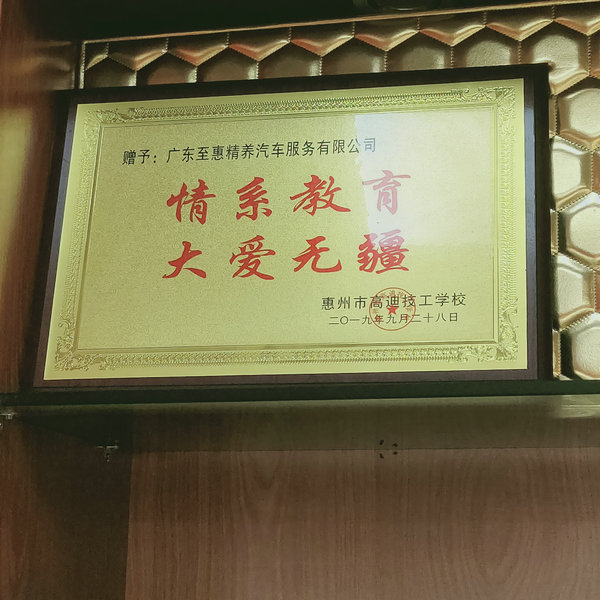 赠予：广东至惠精养汽车服务有限公司
情系教育
大爱无疆
惠州市高迪技工学校
二〇一九年九月二十八日